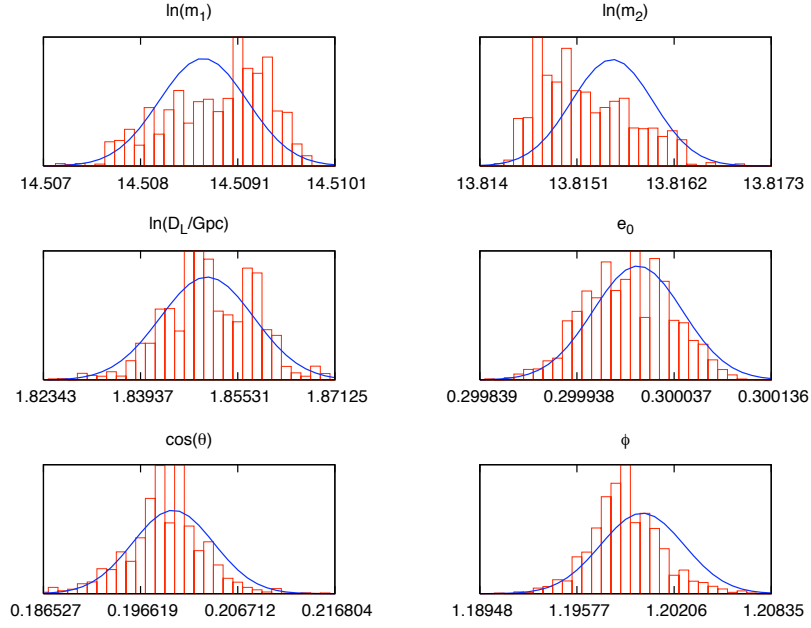 ln(m₁) ln(m₂)
14.507 14.508 14.5091 14.5101 13.814 13.8151 13.8162 13.8173
ln(D_L/Gpc) e₀
1.82343 1.83937 1.85531 1.87125 0.299839 0.299938 0.300037 0.300136
cos(θ) ϕ
0.186527 0.196619 0.206712 0.216804 1.18948 1.19577 1.20206 1.20835